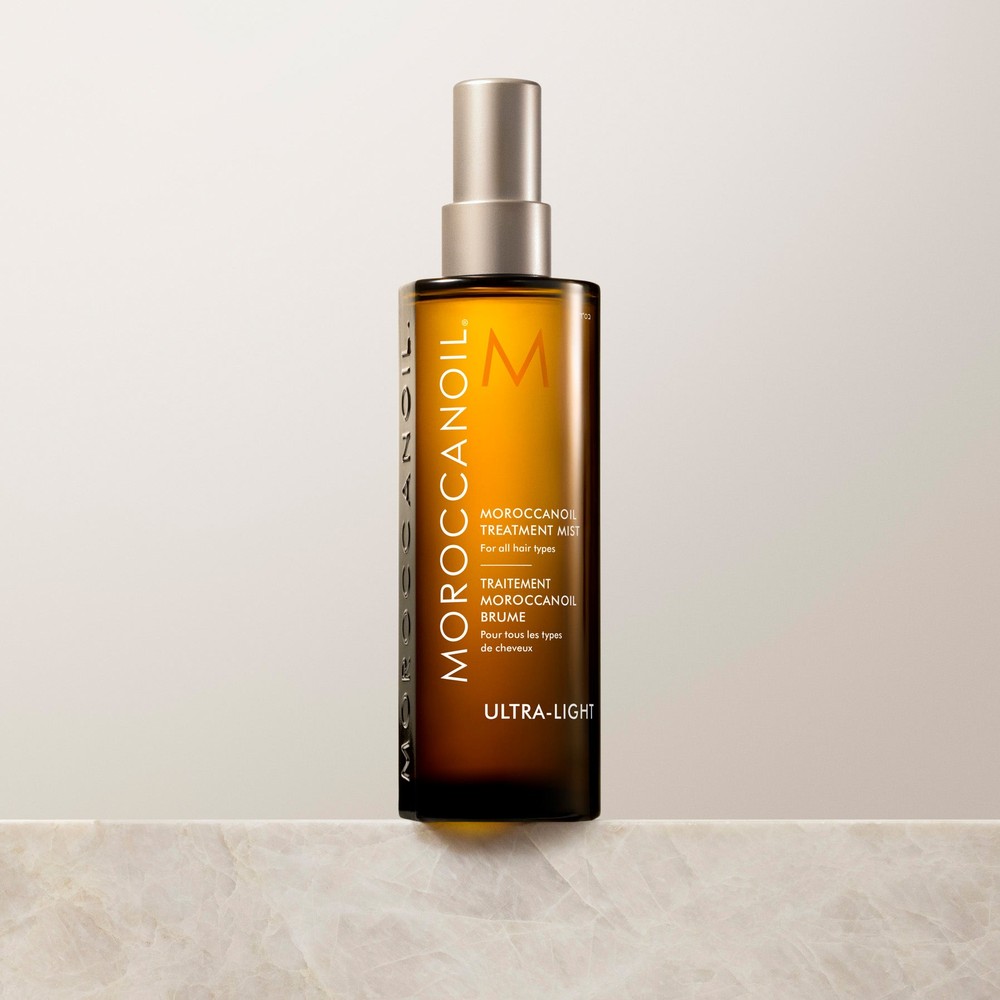 MOROCCANOIL.
MOROCCANOIL®
M
MOROCCANOIL
TREATMENT MIST
For all hair types
TRAITEMENT
MOROCCANOIL
BRUME
Pour tous les types
de cheveux
ULTRA-LIGHT